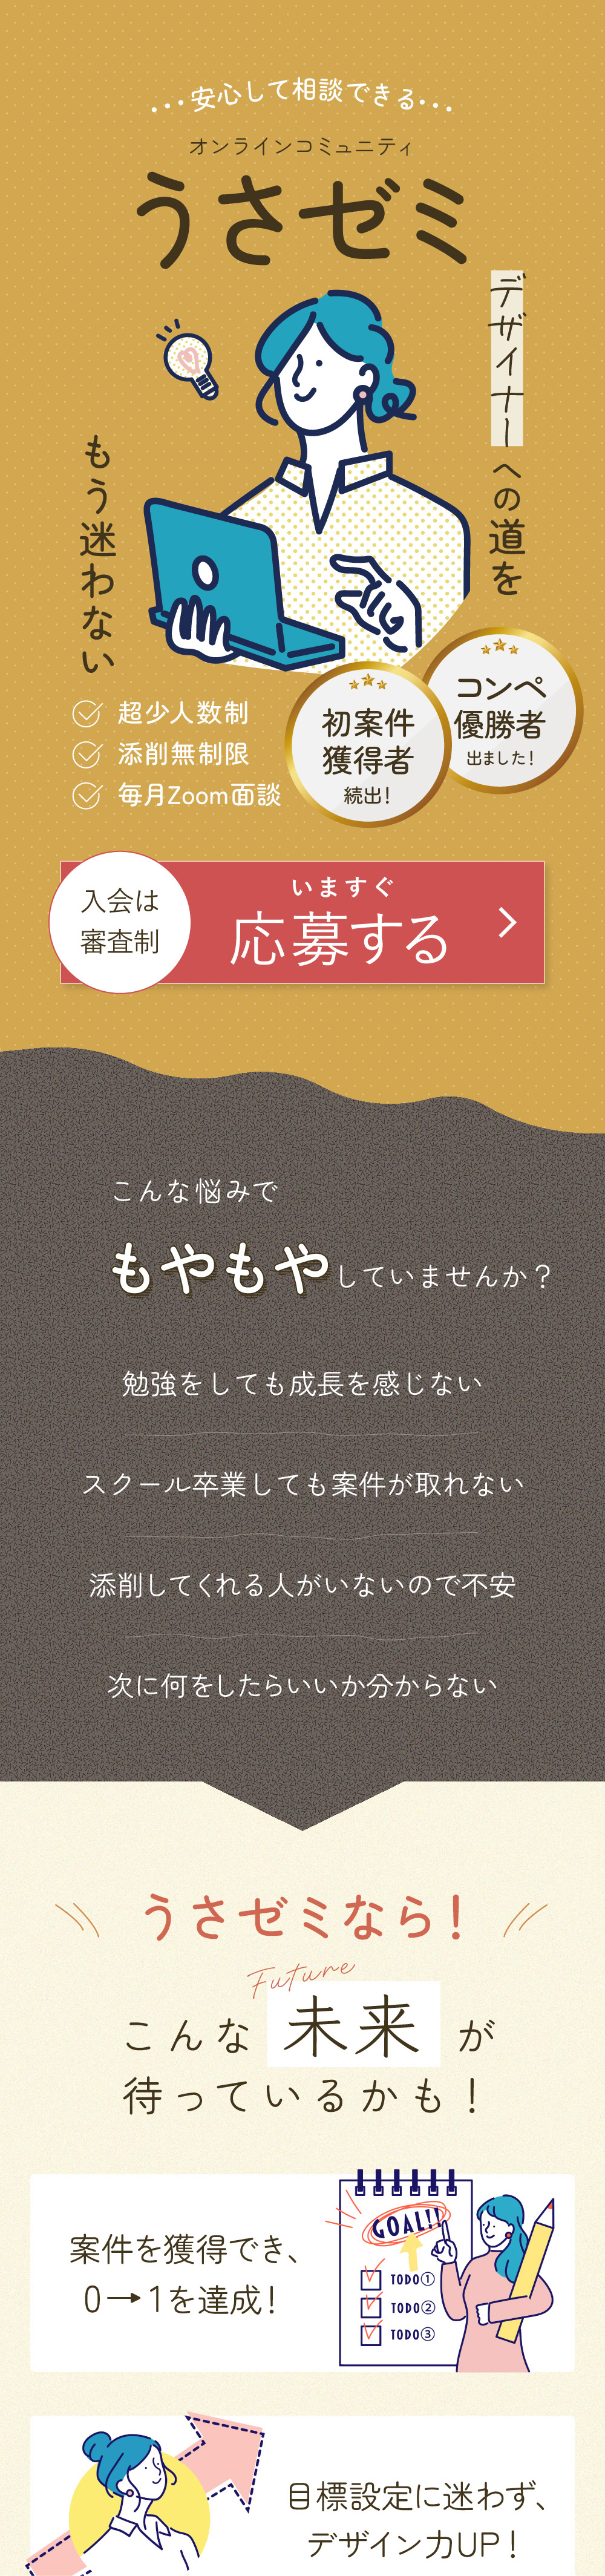 安心して相談できる
オンラインコミュニティ
うさゼミ
デザイナーへの道を
もう迷わない
超少人数制
添削無制限
毎月Zoom面談
初案件
獲得者
続出！
コンペ
優勝者
出ました！
入会は
審査制
いますぐ
応募する
こんな悩みで
もやもやしていませんか？
勉強をしても成長を感じない
スクール卒業しても案件が取れない
添削してくれる人がいないので不安
次に何をしたらいいか分からない
うさゼミなら！
Future
こんな未来が
待っているかも！
案件を獲得でき、
0→1を達成！
GOAL!!
TODO①
TODO②
TODO③
目標設定に迷わず、
デザイン力UP！